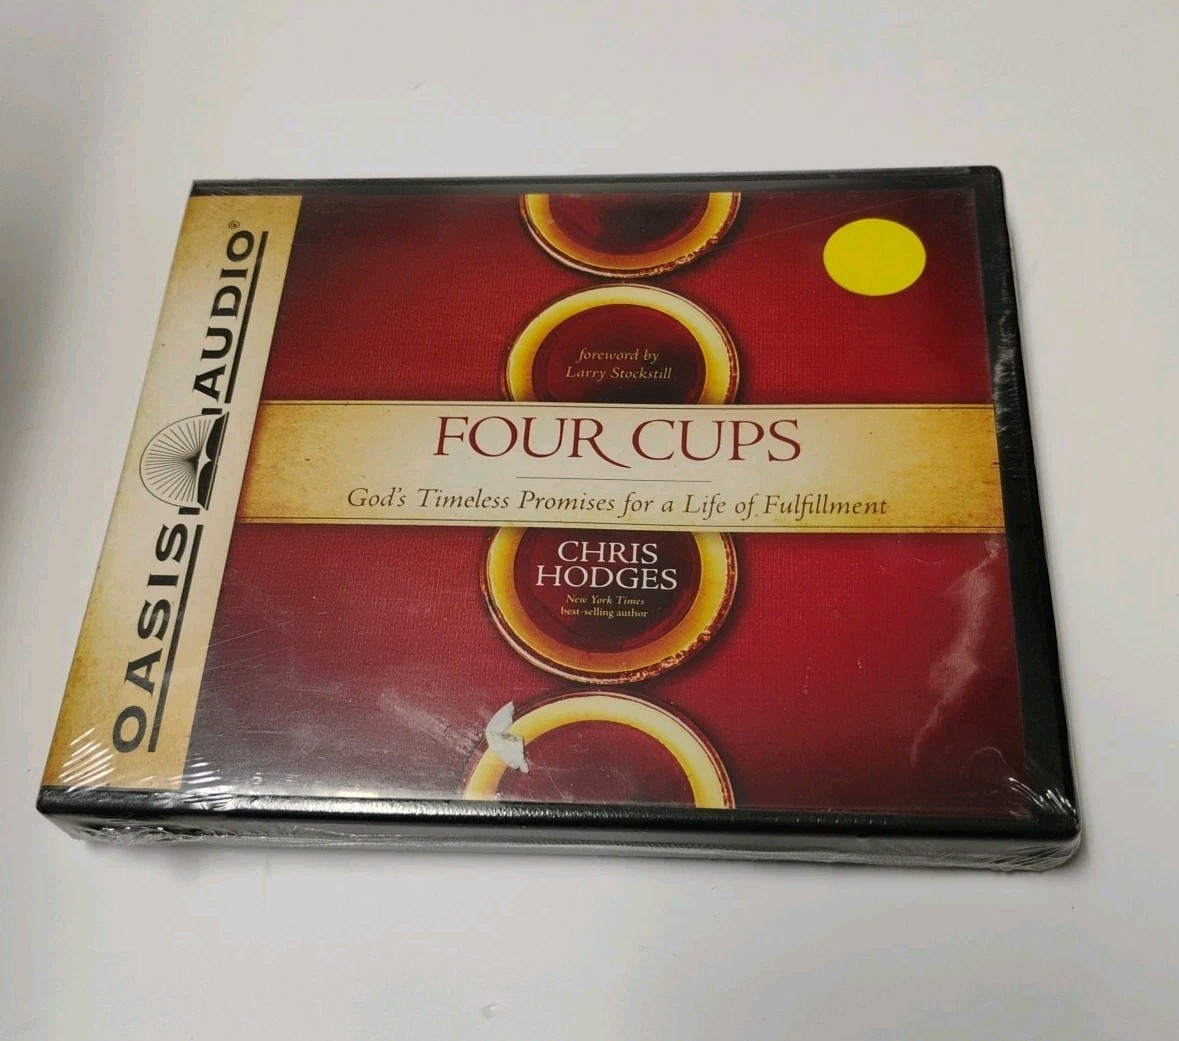 OASIS AUDIO®
foreword by
Larry Stockstill
FOUR CUPS
God's Timeless Promises for a Life of Fulfillment
CHRIS
HODGES
New York Times
best-selling author